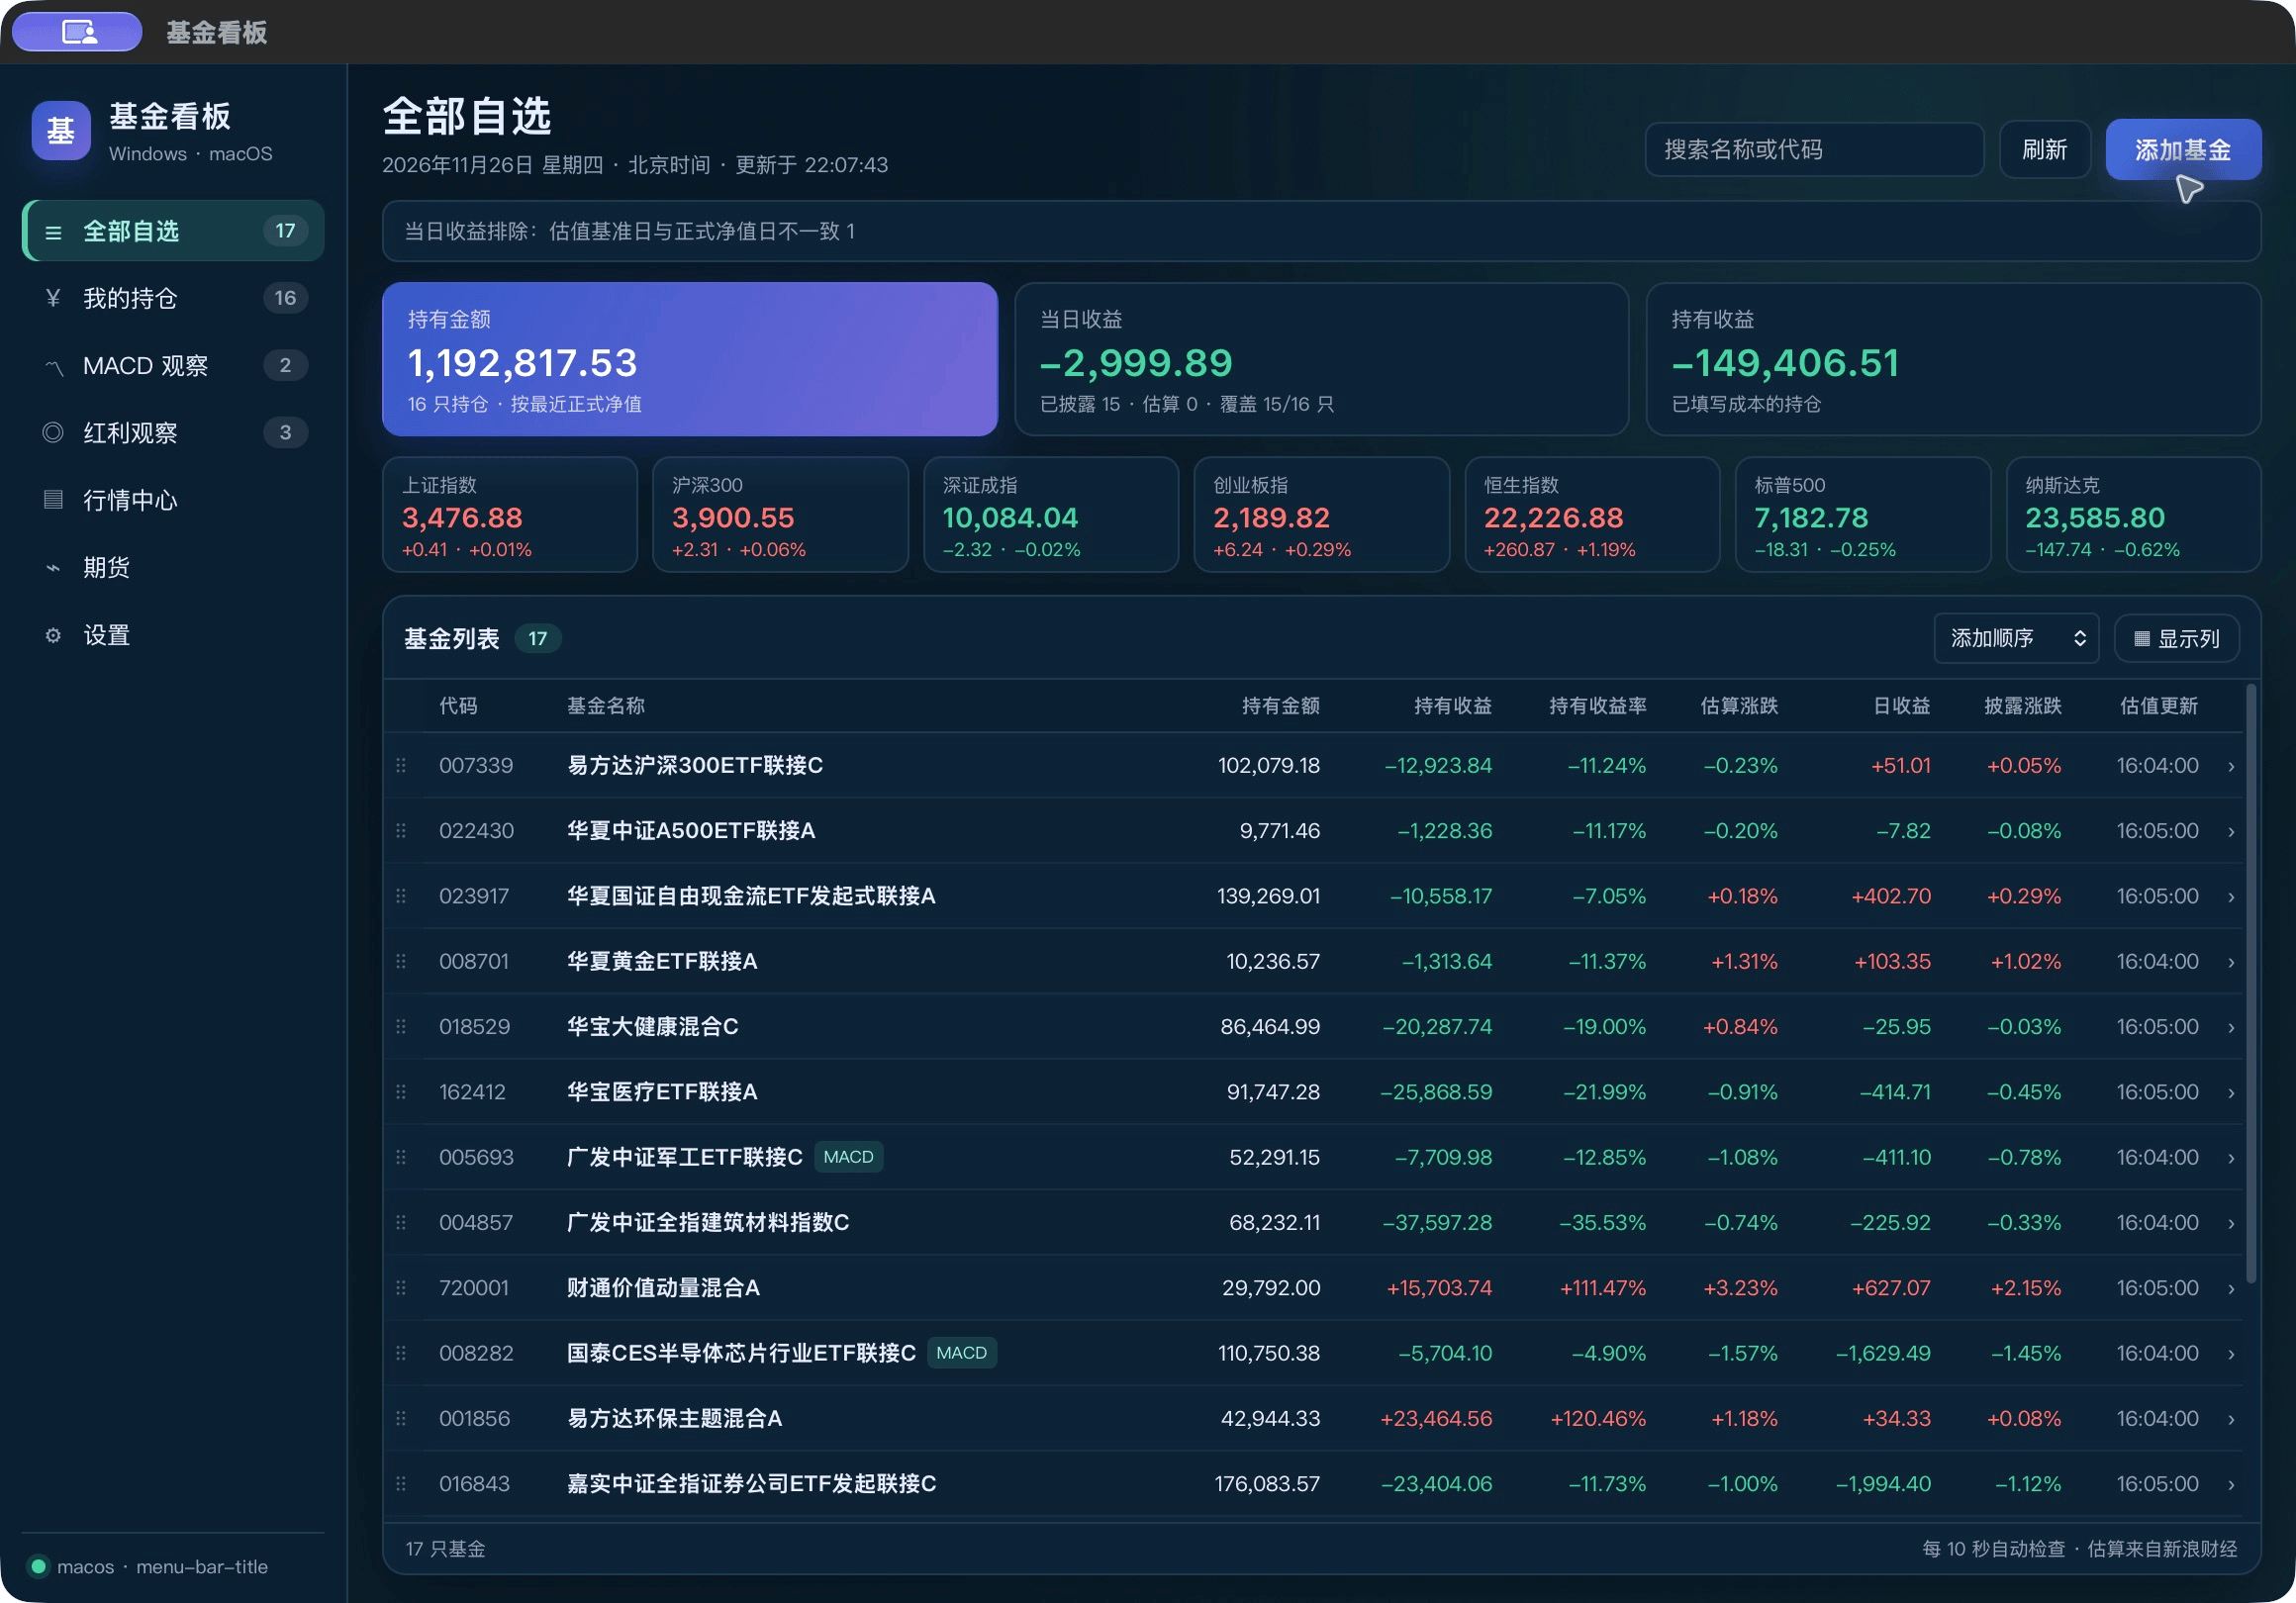 基金看板
基 基金看板
Windows · macOS
全部自选 17
¥ 我的持仓 16
MACD 观察 2
红利观察 3
行情中心
期货
设置
macos · menu-bar-title
全部自选
2026年11月26日 星期四 · 北京时间 · 更新于 22:07:43
搜索名称或代码 刷新 添加基金
当日收益排除：估值基准日与正式净值日不一致 1
持有金额
1,192,817.53
16 只持仓 · 按最近正式净值
当日收益
−2,999.89
已披露 15 · 估算 0 · 覆盖 15/16 只
持有收益
−149,406.51
已填写成本的持仓
上证指数
3,476.88
+0.41 · +0.01%
沪深300
3,900.55
+2.31 · +0.06%
深证成指
10,084.04
−2.32 · −0.02%
创业板指
2,189.82
+6.24 · +0.29%
恒生指数
22,226.88
+260.87 · +1.19%
标普500
7,182.78
−18.31 · −0.25%
纳斯达克
23,585.80
−147.74 · −0.62%
基金列表 17 添加顺序 显示列
代码 基金名称 持有金额 持有收益 持有收益率 估算涨跌 日收益 披露涨跌 估值更新
007339 易方达沪深300ETF联接C 102,079.18 −12,923.84 −11.24% −0.23% +51.01 +0.05% 16:04:00 ›
022430 华夏中证A500ETF联接A 9,771.46 −1,228.36 −11.17% −0.20% −7.82 −0.08% 16:05:00 ›
023917 华夏国证自由现金流ETF发起式联接A 139,269.01 −10,558.17 −7.05% +0.18% +402.70 +0.29% 16:05:00 ›
008701 华夏黄金ETF联接A 10,236.57 −1,313.64 −11.37% +1.31% +103.35 +1.02% 16:04:00 ›
018529 华宝大健康混合C 86,464.99 −20,287.74 −19.00% +0.84% −25.95 −0.03% 16:05:00 ›
162412 华宝医疗ETF联接A 91,747.28 −25,868.59 −21.99% −0.91% −414.71 −0.45% 16:05:00 ›
005693 广发中证军工ETF联接C MACD 52,291.15 −7,709.98 −12.85% −1.08% −411.10 −0.78% 16:04:00 ›
004857 广发中证全指建筑材料指数C 68,232.11 −37,597.28 −35.53% −0.74% −225.92 −0.33% 16:04:00 ›
720001 财通价值动量混合A 29,792.00 +15,703.74 +111.47% +3.23% +627.07 +2.15% 16:05:00 ›
008282 国泰CES半导体芯片行业ETF联接C MACD 110,750.38 −5,704.10 −4.90% −1.57% −1,629.49 −1.45% 16:04:00 ›
001856 易方达环保主题混合A 42,944.33 +23,464.56 +120.46% +1.18% +34.33 +0.08% 16:04:00 ›
016843 嘉实中证全指证券公司ETF发起联接C 176,083.57 −23,404.06 −11.73% −1.00% −1,994.40 −1.12% 16:05:00 ›
17 只基金 每 10 秒自动检查 · 估算来自新浪财经